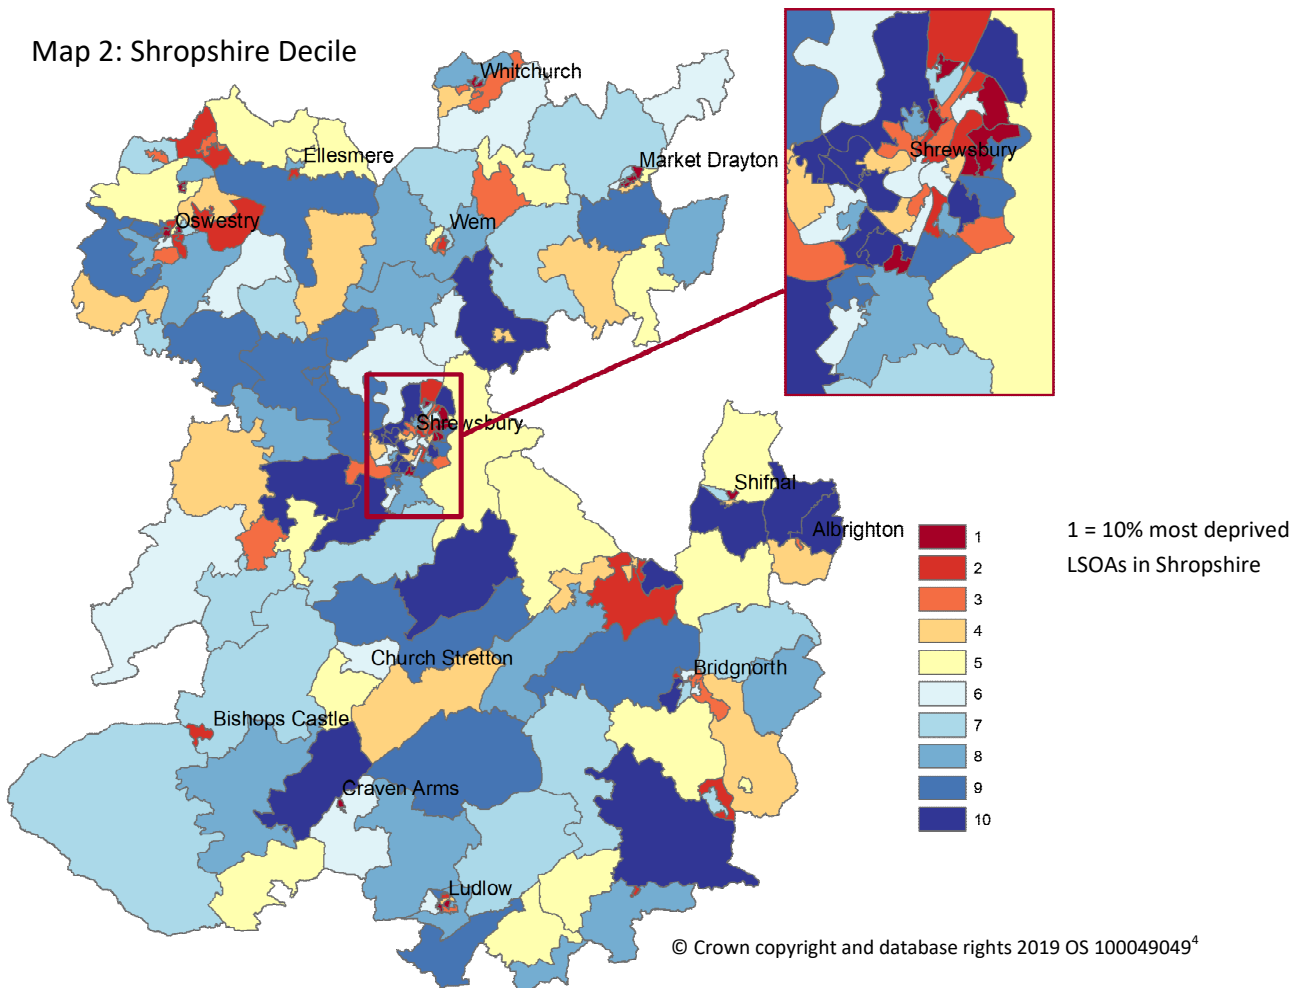 Map 2: Shropshire Decile
Whitchurch
Ellesmere
Market Drayton
Shrewsbury
Oswestry
Wem
Shrewsbury
Shifnal
Albrighton
1
2
3
4
5
6
7
8
9
10
1 = 10% most deprived
LSOAs in Shropshire
Church Stretton
Bridgnorth
Bishops Castle
Craven Arms
Ludlow
© Crown copyright and database rights 2019 OS 100049049⁴